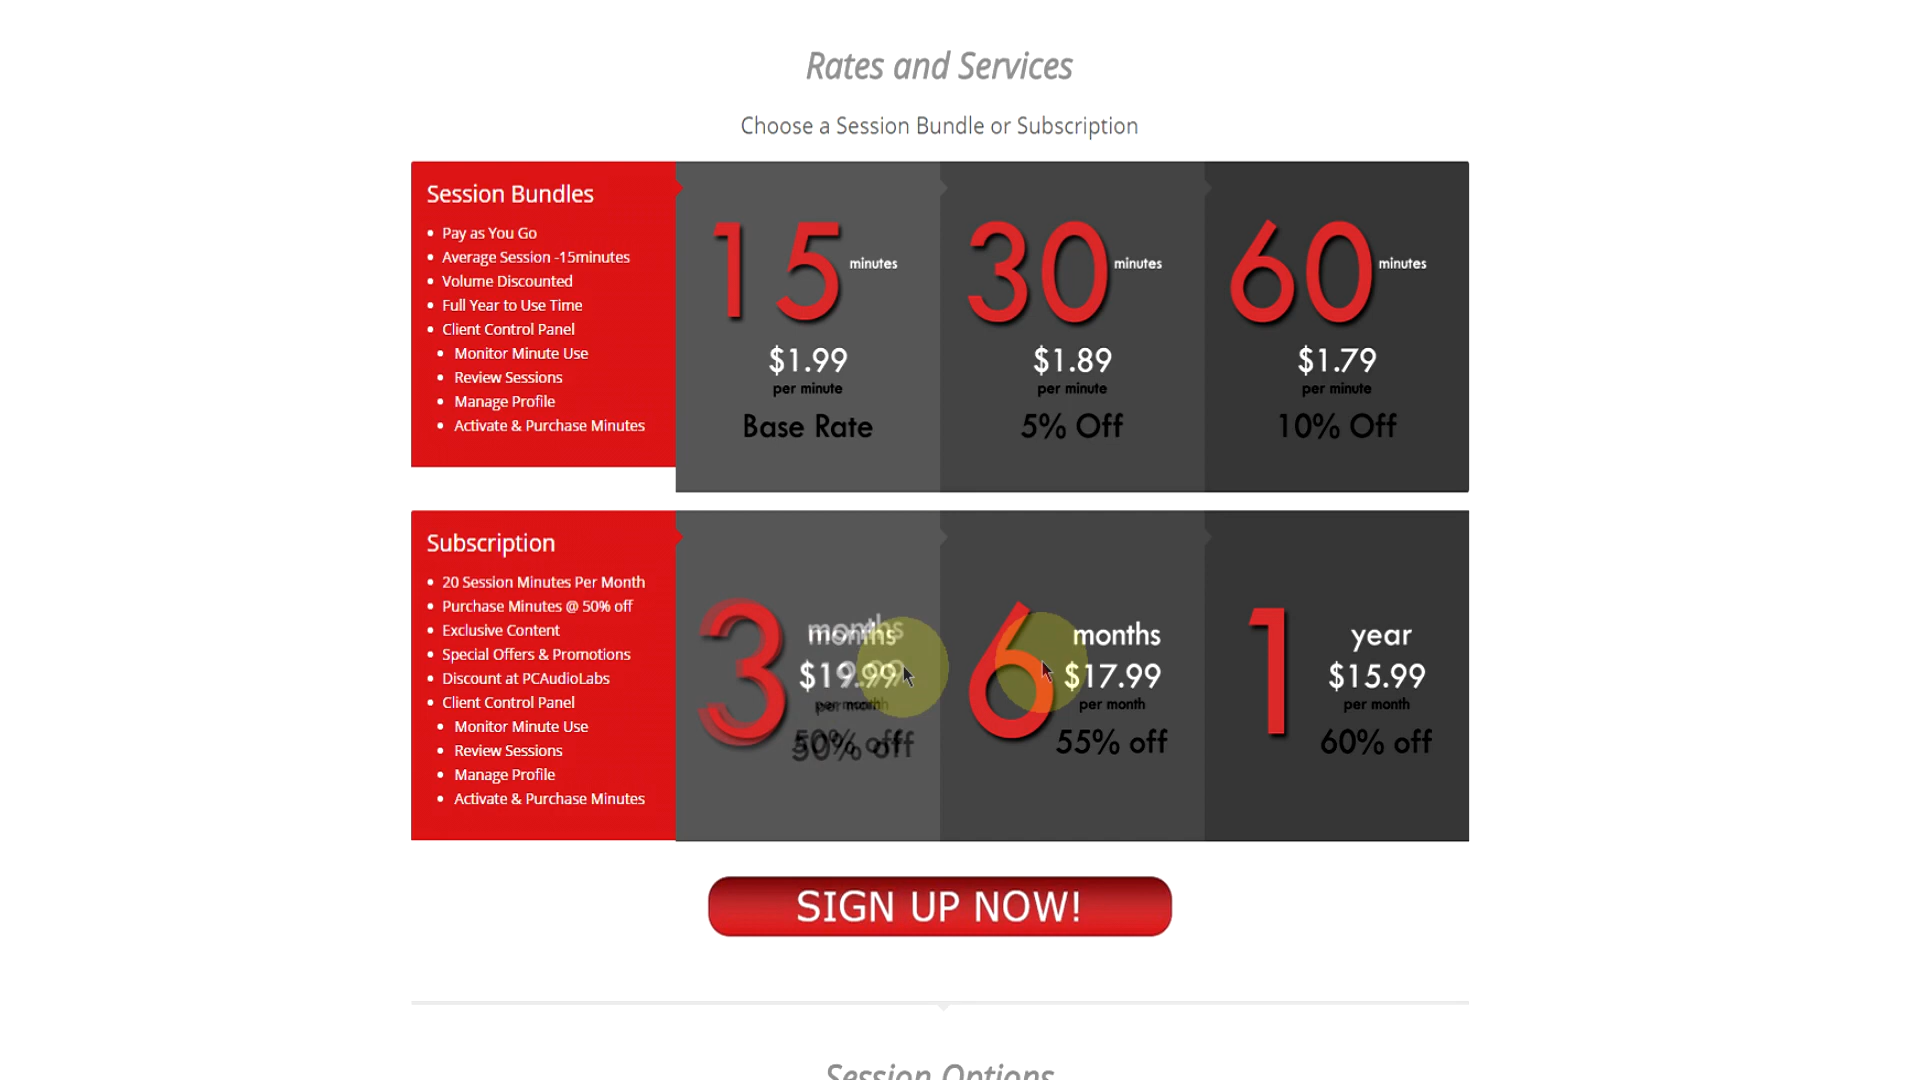 Rates and Services
Choose a Session Bundle or Subscription
Session Bundles
Pay as You Go
Average Session -15minutes
Volume Discounted
Full Year to Use Time
Client Control Panel
Monitor Minute Use
Review Sessions
Manage Profile
Activate & Purchase Minutes
15 minutes
$1.99
per minute
Base Rate
30 minutes
$1.89
per minute
5% Off
60 minutes
$1.79
per minute
10% Off
Subscription
20 Session Minutes Per Month
Purchase Minutes @ 50% off
Exclusive Content
Special Offers & Promotions
Discount at PCAudioLabs
Client Control Panel
Monitor Minute Use
Review Sessions
Manage Profile
Activate & Purchase Minutes
3 months
$19.99
per month
50% off
6 months
$17.99
per month
55% off
1 year
$15.99
per month
60% off
SIGN UP NOW!
Session Options